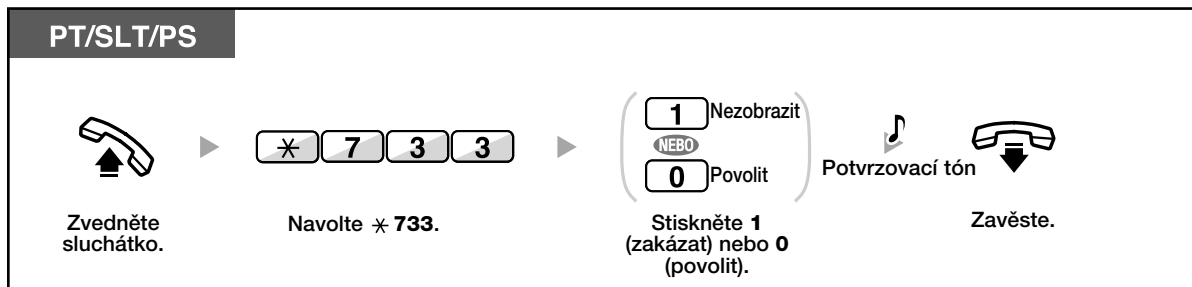 PT/SLT/PS
1 Nezobrazit
NEBO
0 Povolit
✳ 7 3 3
Potvrzovací tón
Zvedněte
sluchátko.
Navolte ✳ 733.
Stiskněte 1
(zakázat) nebo 0
(povolit).
Zavěste.